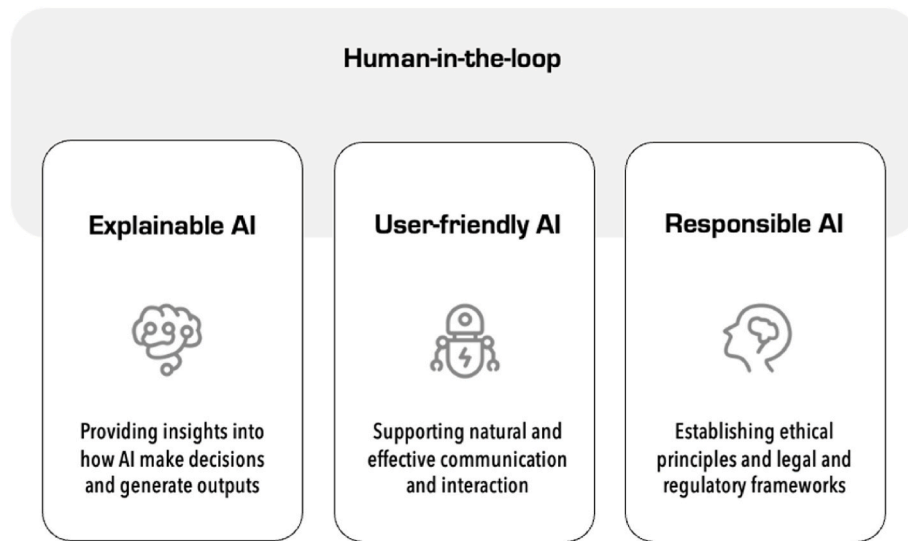 Human-in-the-loop
Explainable AI
Providing insights into
how AI make decisions
and generate outputs
User-friendly AI
Supporting natural and
effective communication
and interaction
Responsible AI
Establishing ethical
principles and legal and
regulatory frameworks